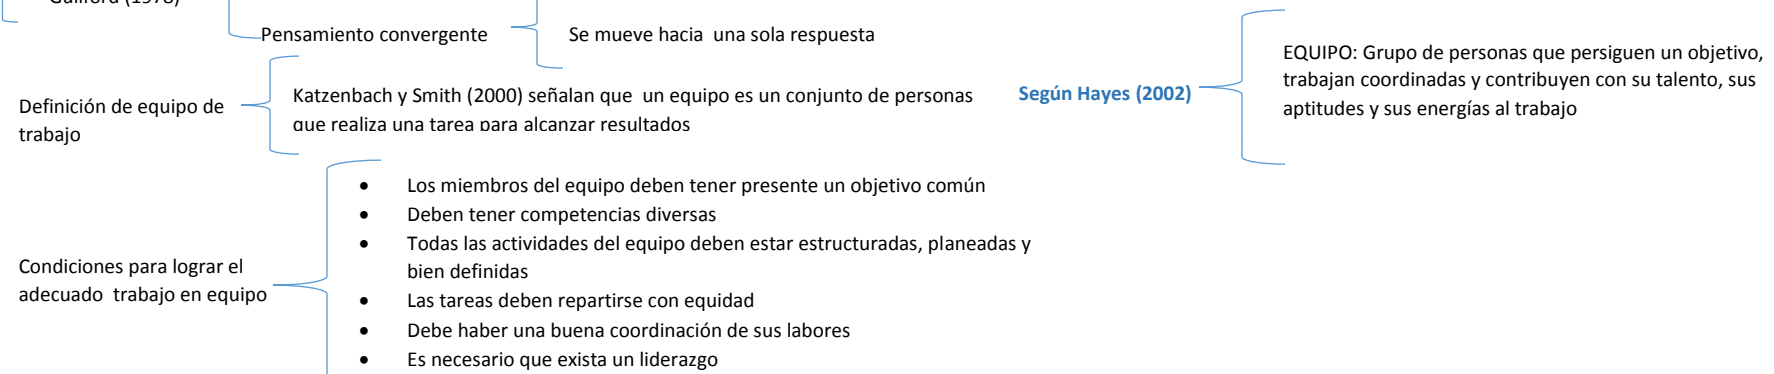 Guilford (1978)
Pensamiento convergente
Se mueve hacia  una sola respuesta
Definición de equipo de
trabajo
Katzenbach y Smith (2000) señalan que  un equipo es un conjunto de personas
que realiza una tarea para alcanzar resultados
Según Hayes (2002)
EQUIPO: Grupo de personas que persiguen un objetivo,
trabajan coordinadas y contribuyen con su talento, sus
aptitudes y sus energías al trabajo
Condiciones para lograr el
adecuado  trabajo en equipo
• Los miembros del equipo deben tener presente un objetivo común
• Deben tener competencias diversas
• Todas las actividades del equipo deben estar estructuradas, planeadas y
bien definidas
• Las tareas deben repartirse con equidad
• Debe haber una buena coordinación de sus labores
• Es necesario que exista un liderazgo